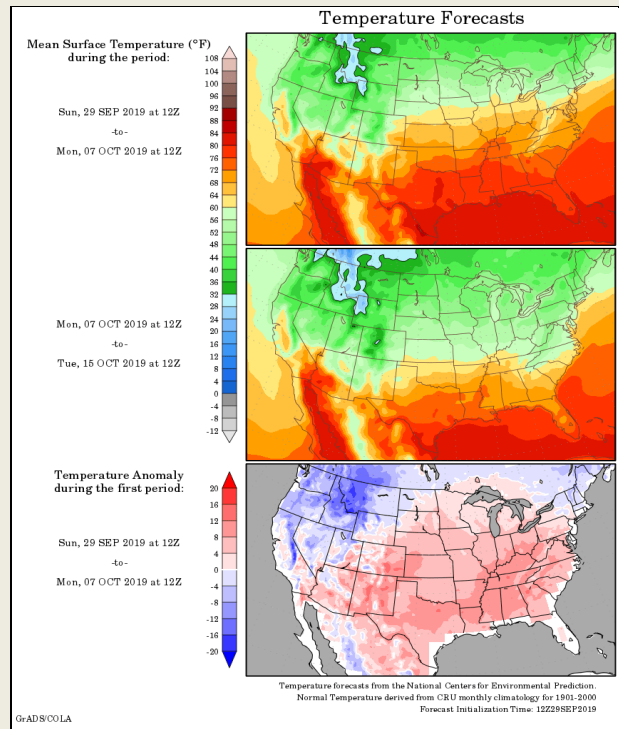 Temperature Forecasts
Mean Surface Temperature (°F)
during the period:
108
104
100
96
92
88
84
80
76
72
68
64
60
56
52
48
44
40
36
32
28
24
20
16
12
8
4
0
-4
-8
-12
Sun, 29 SEP 2019 at 12Z
-to-
Mon, 07 OCT 2019 at 12Z
Mon, 07 OCT 2019 at 12Z
-to-
Tue, 15 OCT 2019 at 12Z
Temperature Anomaly
during the first period:
20
16
12
8
4
0
-4
-8
-12
-16
-20
Sun, 29 SEP 2019 at 12Z
-to-
Mon, 07 OCT 2019 at 12Z
Temperature forecasts from the National Centers for Environmental Prediction.
Normal Temperature derived from CRU monthly climatology for 1901-2000
Forecast Initialization Time: 12Z29SEP2019
GrADS/COLA